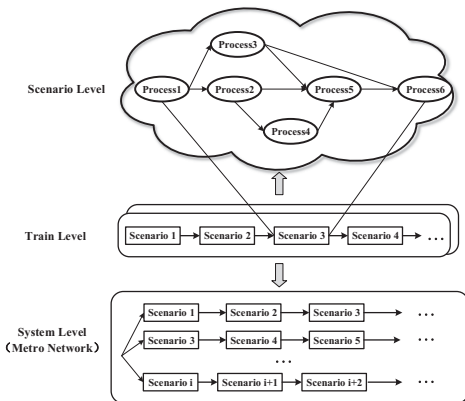 Process3
Scenario Level
Process1
Process2
Process5
Process6
Process4
Train Level
Scenario 1
Scenario 2
Scenario 3
Scenario 4
...
Scenario 1
Scenario 2
Scenario 3
...
System Level
（Metro Network）
Scenario 3
Scenario 4
Scenario 5
...
...
Scenario i
Scenario i+1
Scenario i+2
...